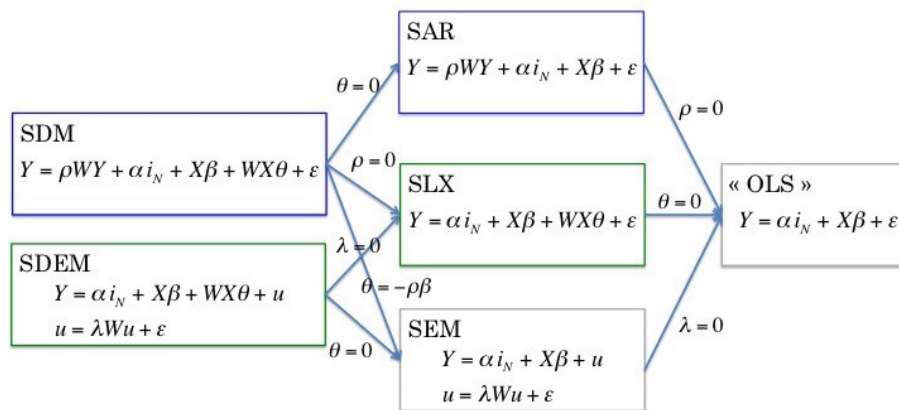 SAR
Y = ρWY + αi_N + Xβ + ε
θ = 0
ρ = 0
SDM
Y = ρWY + αi_N + Xβ + WXθ + ε
ρ = 0
SLX
Y = αi_N + Xβ + WXθ + ε
θ = 0
« OLS »
Y = αi_N + Xβ + ε
λ = 0
SDEM
Y = αi_N + Xβ + WXθ + u
u = λWu + ε
θ = −ρβ
θ = 0
SEM
Y = αi_N + Xβ + u
u = λWu + ε
λ = 0